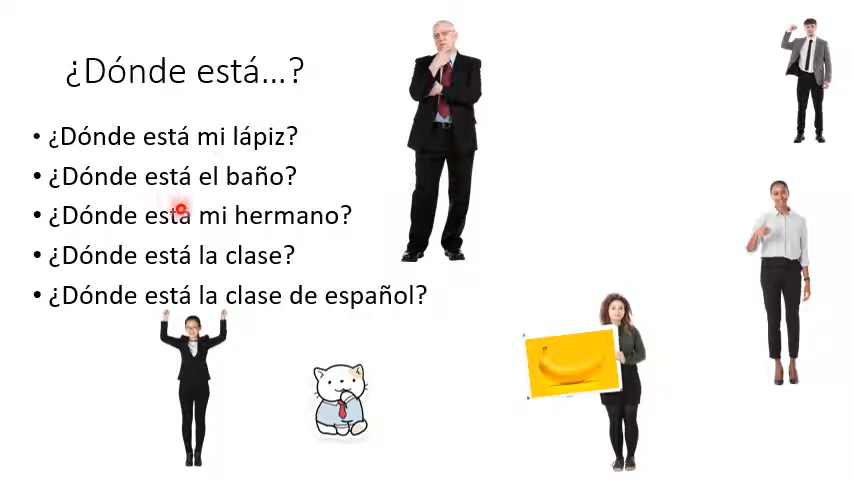 ¿Dónde está...?
• ¿Dónde está mi lápiz?
• ¿Dónde está el baño?
• ¿Dónde está mi hermano?
• ¿Dónde está la clase?
• ¿Dónde está la clase de español?